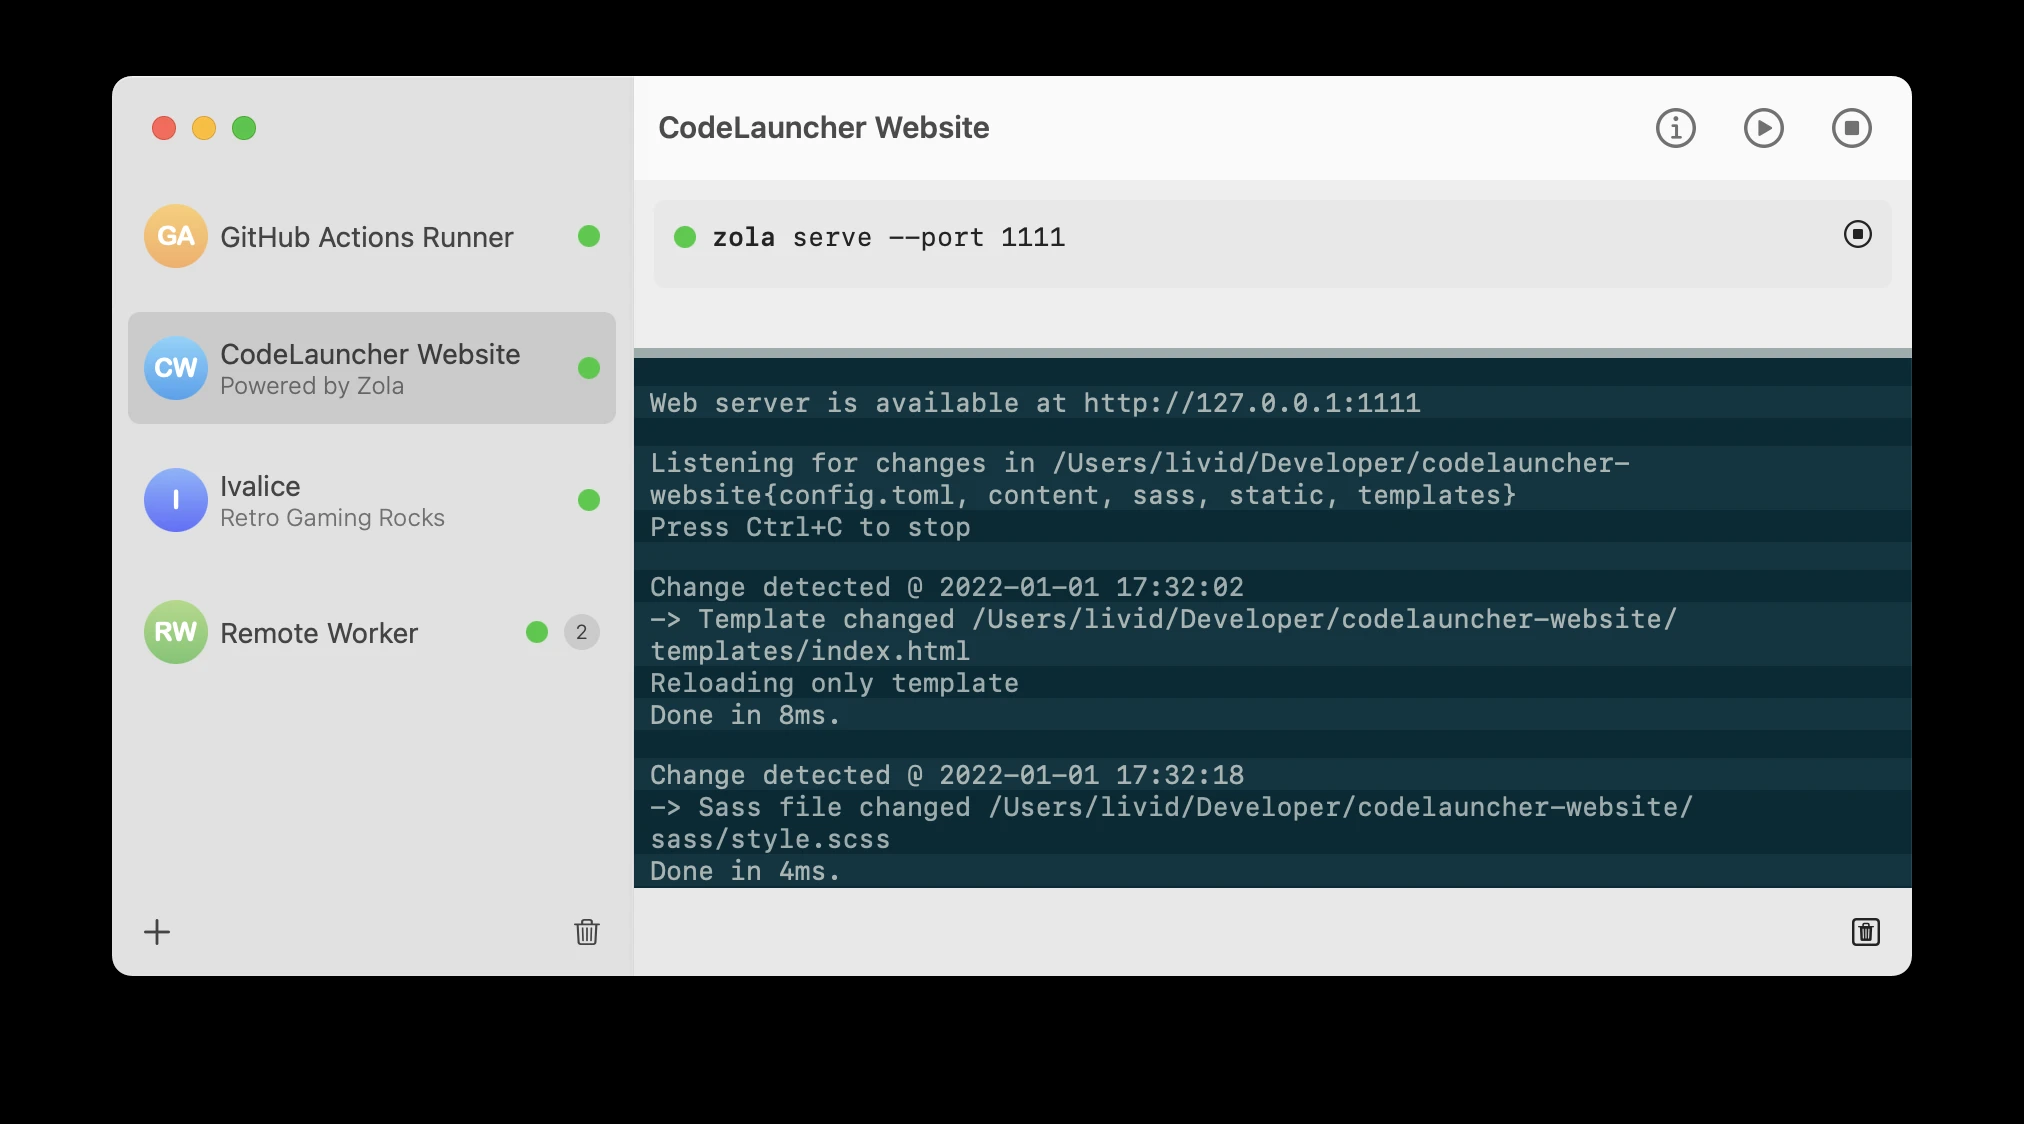 GA GitHub Actions Runner
CW CodeLauncher Website
Powered by Zola
I Ivalice
Retro Gaming Rocks
RW Remote Worker 2
CodeLauncher Website
zola serve --port 1111
Web server is available at http://127.0.0.1:1111
Listening for changes in /Users/livid/Developer/codelauncher-
website{config.toml, content, sass, static, templates}
Press Ctrl+C to stop
Change detected @ 2022-01-01 17:32:02
-> Template changed /Users/livid/Developer/codelauncher-website/
templates/index.html
Reloading only template
Done in 8ms.
Change detected @ 2022-01-01 17:32:18
-> Sass file changed /Users/livid/Developer/codelauncher-website/
sass/style.scss
Done in 4ms.